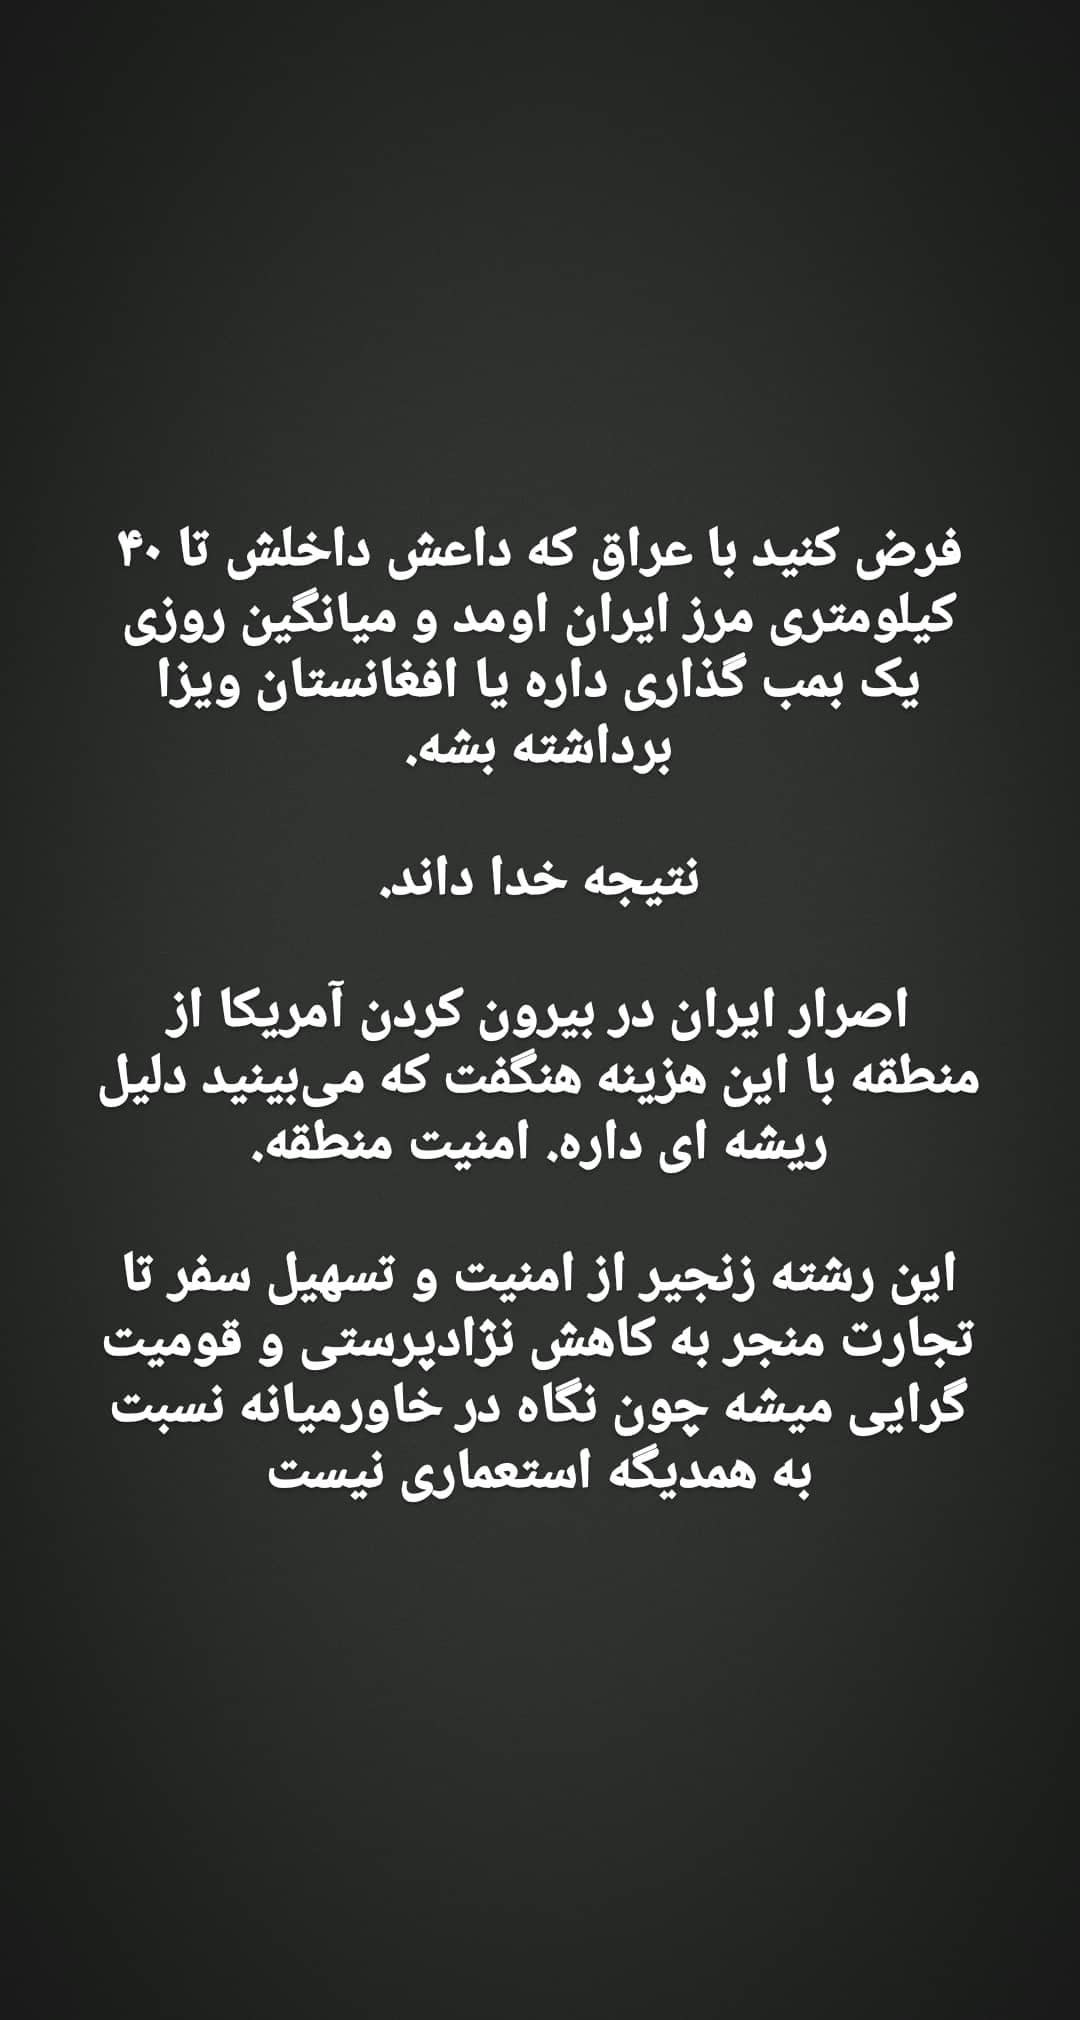 فرض کنید با عراق که داعش داخلش تا ۴۰
کیلومتری مرز ایران اومد و میانگین روزی
یک بمب گذاری داره یا افغانستان ویزا
برداشته بشه.
نتیجه خدا داند.
اصرار ایران در بیرون کردن آمریکا از
منطقه با این هزینه هنگفت که می‌بینید دلیل
ریشه ای داره. امنیت منطقه.
این رشته زنجیر از امنیت و تسهیل سفر تا
تجارت منجر به کاهش نژادپرستی و قومیت
گرایی میشه چون نگاه در خاورمیانه نسبت
به همدیگه استعماری نیست